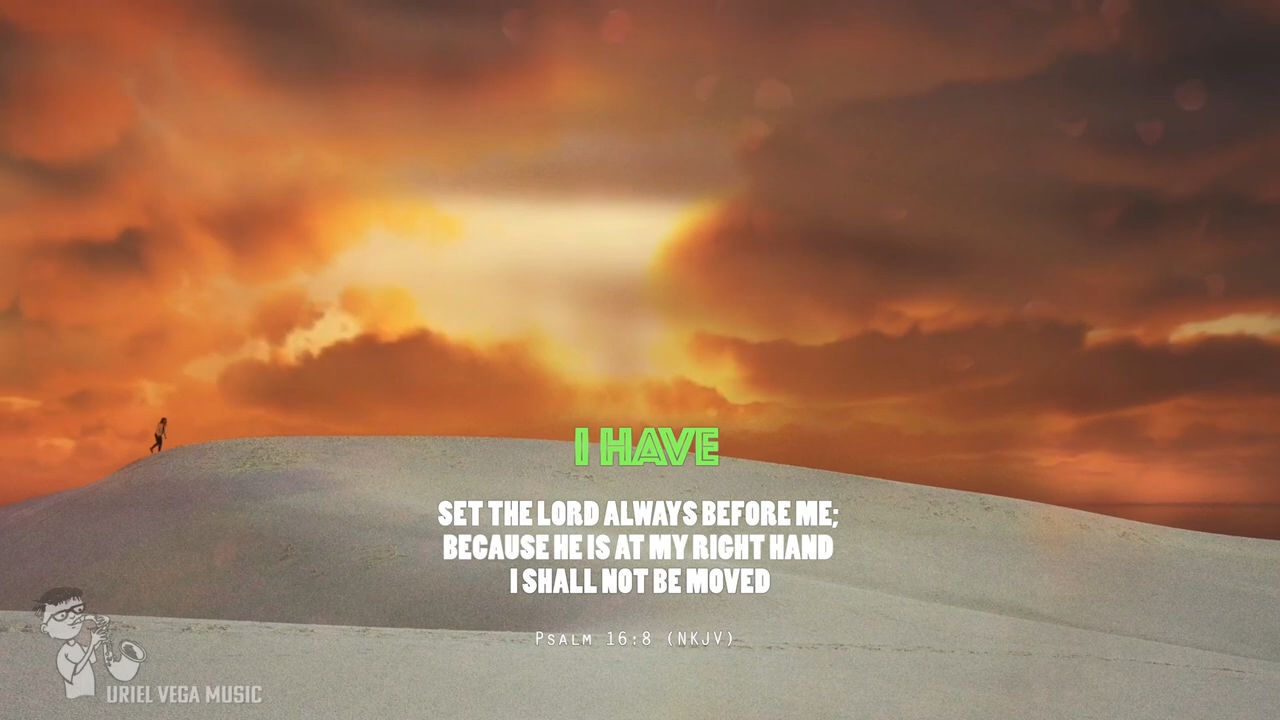 I HAVE
SET THE LORD ALWAYS BEFORE ME;
BECAUSE HE IS AT MY RIGHT HAND
I SHALL NOT BE MOVED
PSALM 16:8 (NKJV)
URIEL VEGA MUSIC